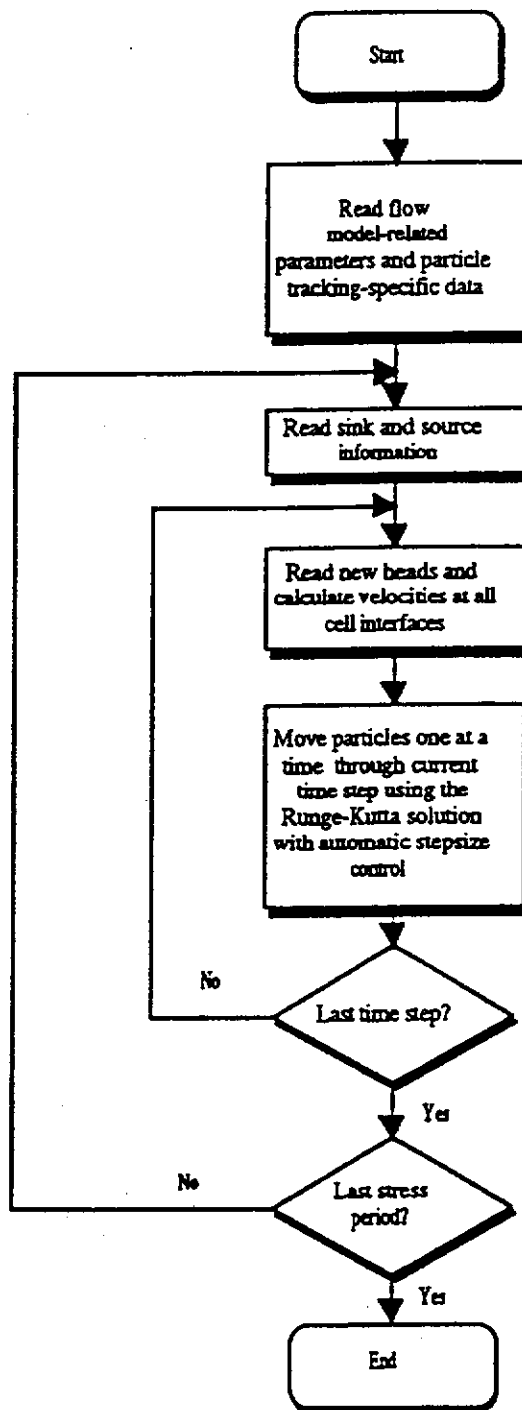 Start
Read flow
model-related
parameters and particle
tracking-specific data
Read sink and source
information
Read new heads and
calculate velocities at all
cell interfaces
Move particles one at a
time through current
time step using the
Runge-Kutta solution
with automatic stepsize
control
No
Last time step?
Yes
No
Last stress
period?
Yes
End